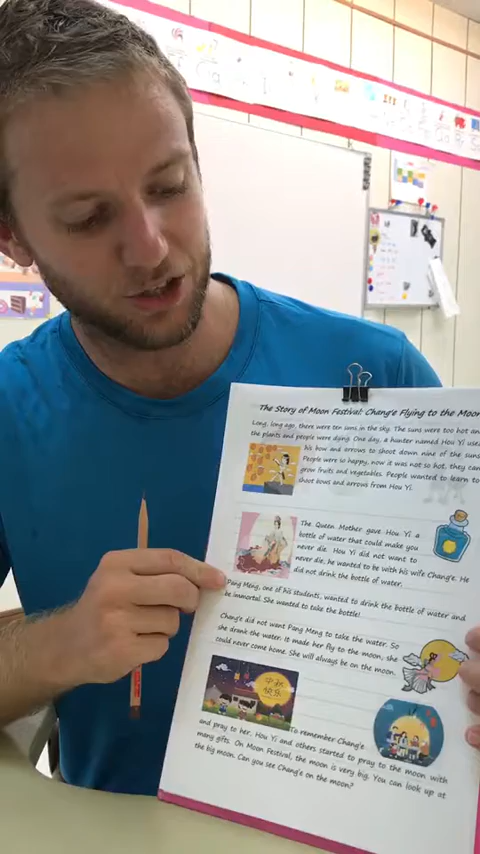 The Story of Moon Festival: Chang'e Flying to the Moon
Long, long ago, there were ten suns in the sky. The suns were too hot an
the plants and people were dying. One day, a hunter named Hou Yi use
his bow and arrows to shoot down nine of the suns
People were so happy, now it was not so hot, they can
grow fruits and vegetables. People wanted to learn to
shoot bows and arrows from Hou Yi.
The Queen Mother gave Hou Yi a
bottle of water that could make you
never die. Hou Yi did not want to
never die, he wanted to be with his wife Chang'e. He
did not drink the bottle of water.
Pang Meng, one of his students, wanted to drink the bottle of water and
be immortal. She wanted to take the bottle!
Chang'e did not want Pang Meng to take the water. So
she drank the water. It made her fly to the moon, she
could never come home. She will always be on the moon.
中秋
快乐
To remember Chang'e
and pray to her. Hou Yi and others started to pray to the moon with
many gifts. On Moon Festival, the moon is very big. You can look up at
the big moon. Can you see Chang'e on the moon?